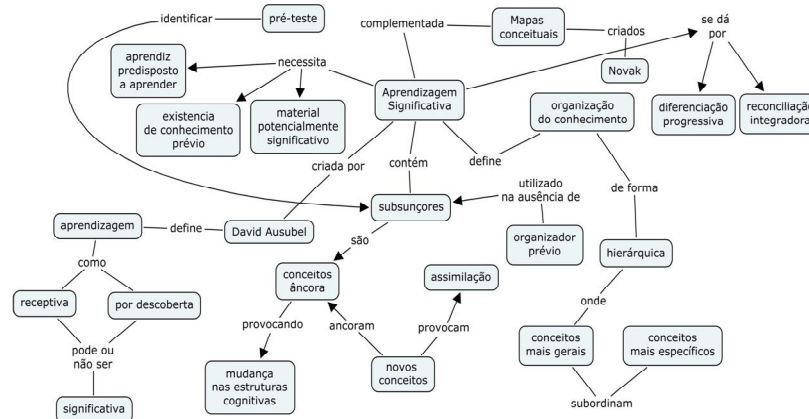 identificar
pré-teste
complementada
Mapas
conceituais
criados
Novak
se dá
por
aprendiz
predisposto
a aprender
necessita
existencia
de conhecimento
prévio
material
potencialmente
significativo
Aprendizagem
Significativa
organização
do conhecimento
diferenciação
progressiva
reconciliação
integradora
criada por
contém
define
utilizado
na ausência de
de forma
subsunçores
organizador
prévio
hierárquica
aprendizagem
define
David Ausubel
como
são
receptiva
por descoberta
conceitos
âncora
assimilação
onde
provocando
ancoram
provocam
pode ou
não ser
significativa
mudança
nas estruturas
cognitivas
novos
conceitos
conceitos
mais gerais
conceitos
mais específicos
subordinam